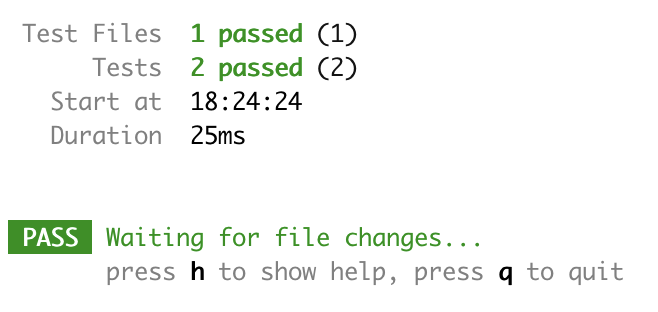 Test Files 1 passed (1)
Tests 2 passed (2)
Start at 18:24:24
Duration 25ms
PASS Waiting for file changes...
press h to show help, press q to quit